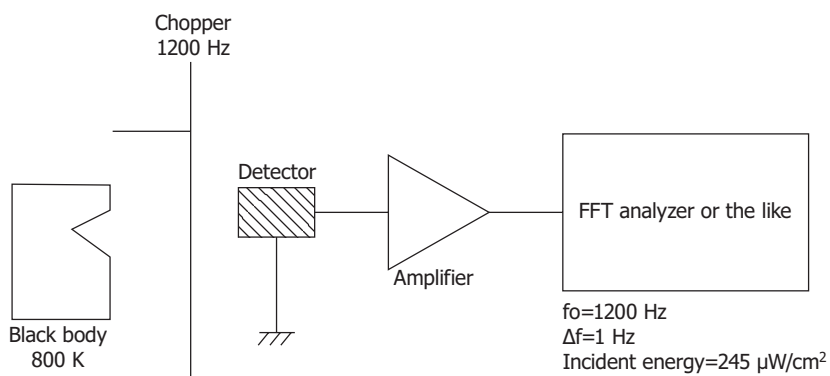 Chopper
1200 Hz
Detector
FFT analyzer or the like
Amplifier
Black body
800 K
fo=1200 Hz
Δf=1 Hz
Incident energy=245 μW/cm²